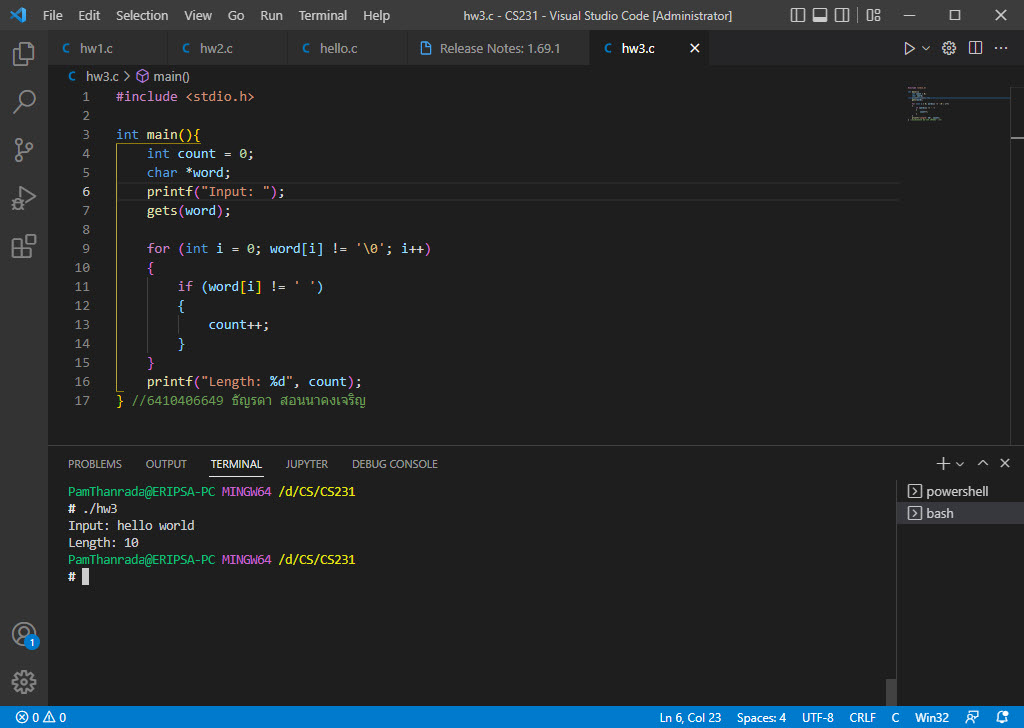 File Edit Selection View Go Run Terminal Help hw3.c - CS231 - Visual Studio Code [Administrator]
C hw1.c C hw2.c C hello.c Release Notes: 1.69.1 C hw3.c
C hw3.c > main()
1 #include <stdio.h>
2
3 int main(){
4 int count = 0;
5 char *word;
6 printf("Input: ");
7 gets(word);
8
9 for (int i = 0; word[i] != '\0'; i++)
10 {
11 if (word[i] != ' ')
12 {
13 count++;
14 }
15 }
16 printf("Length: %d", count);
17 } //6410406649 ธัญรดา สอนนาคงเจริญ
PROBLEMS OUTPUT TERMINAL JUPYTER DEBUG CONSOLE
PamThanrada@ERIPSA-PC MINGW64 /d/CS/CS231
# ./hw3
Input: hello world
Length: 10
PamThanrada@ERIPSA-PC MINGW64 /d/CS/CS231
#
powershell
bash
1
0 0 Ln 6, Col 23 Spaces: 4 UTF-8 CRLF C Win32